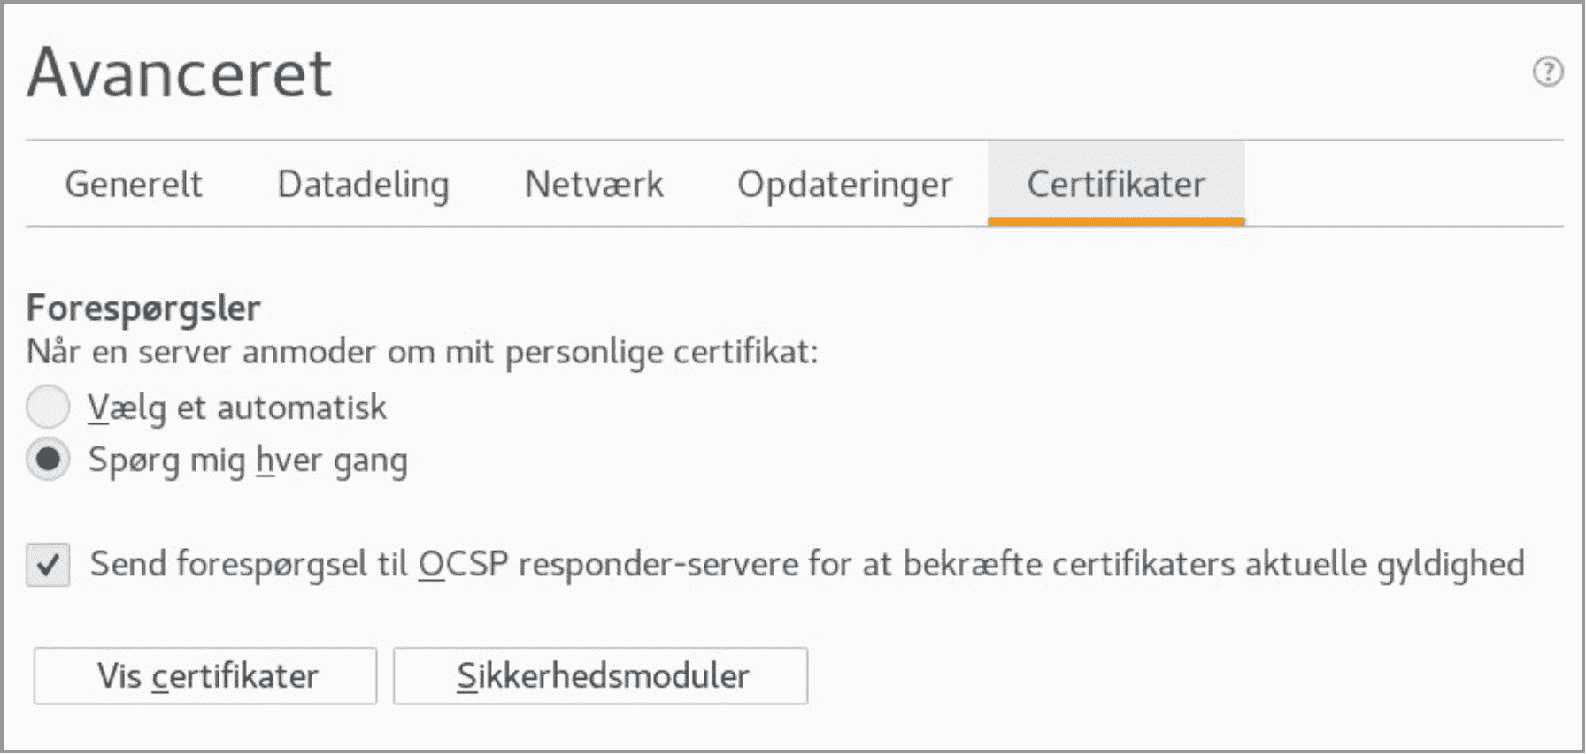 Avanceret
?
Generelt Datadeling Netværk Opdateringer Certifikater
Forespørgsler
Når en server anmoder om mit personlige certifikat:
Vælg et automatisk
Spørg mig hver gang
Send forespørgsel til OCSP responder-servere for at bekræfte certifikaters aktuelle gyldighed
Vis certifikater Sikkerhedsmoduler